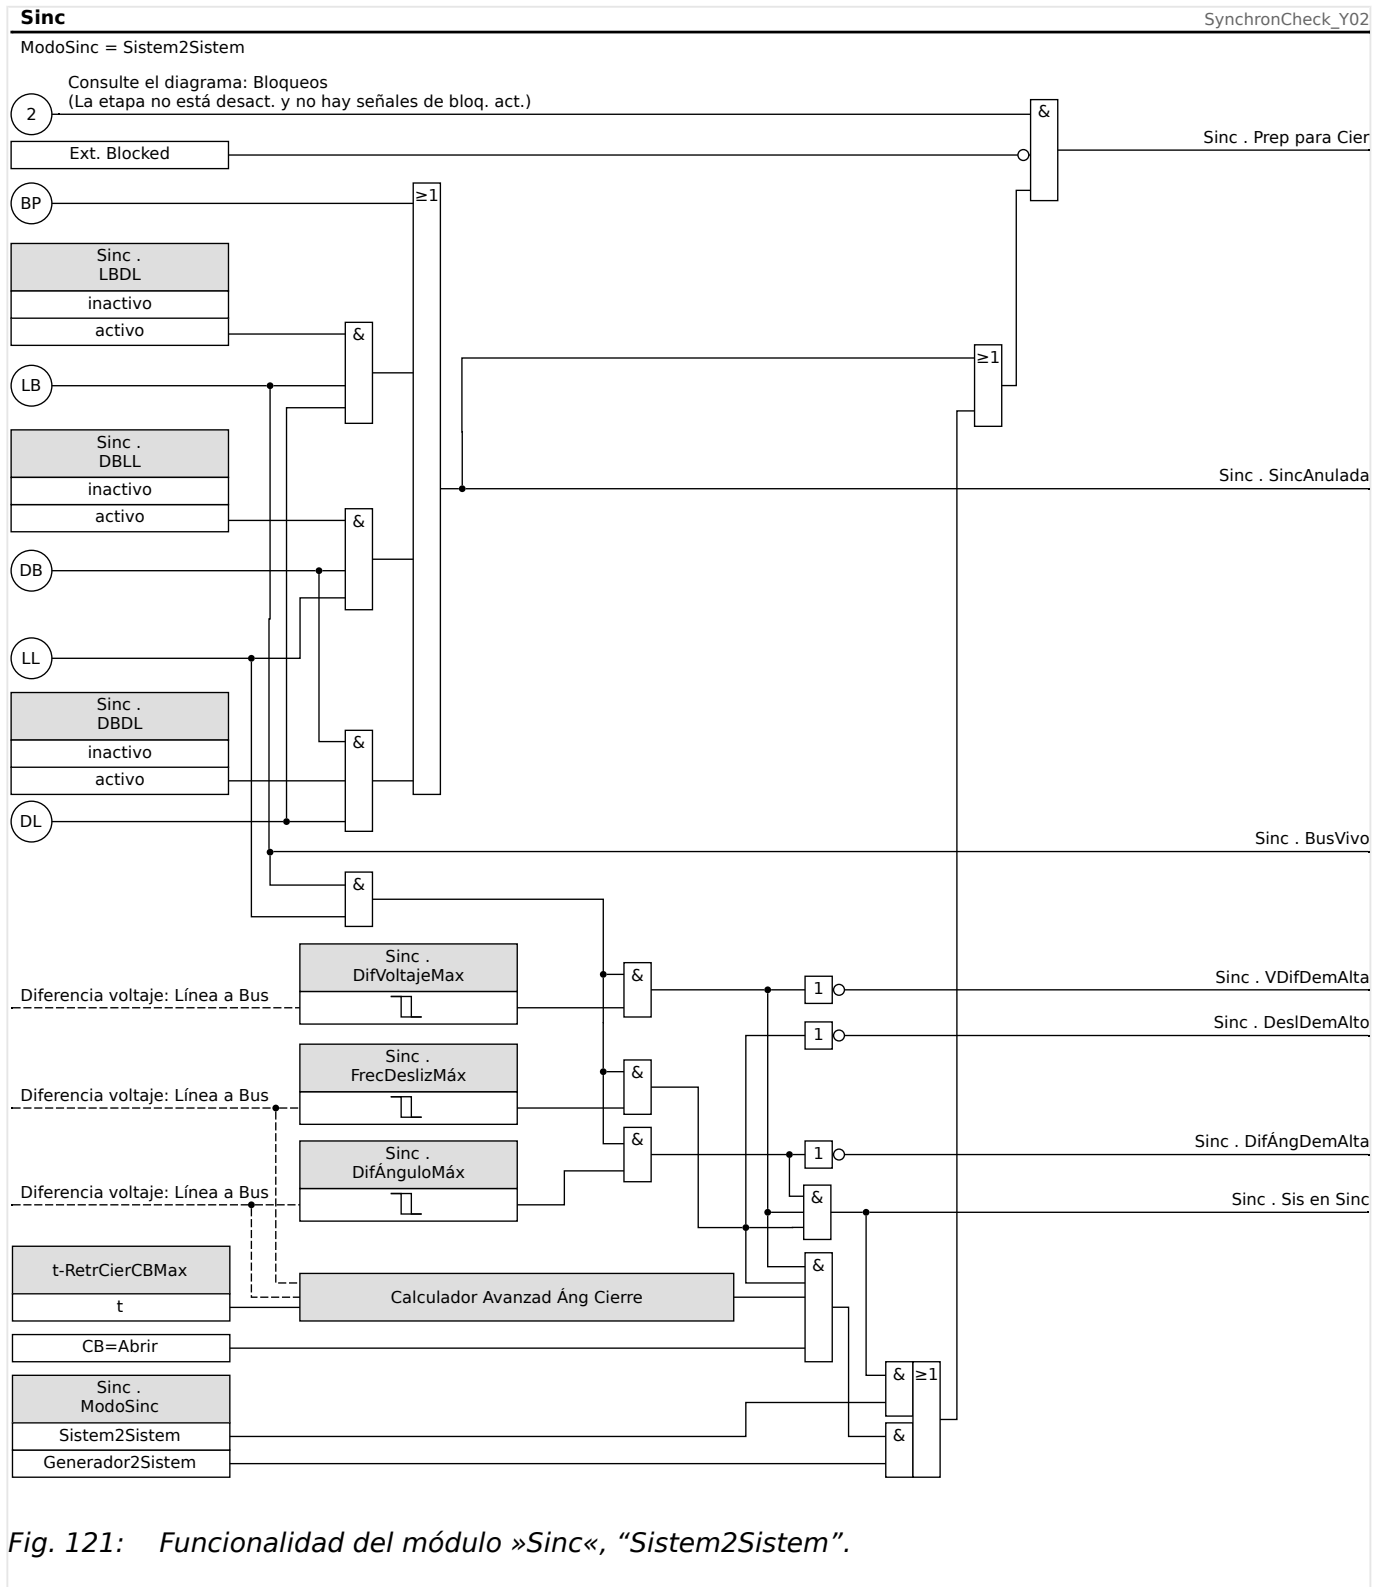 Sinc
SynchronCheck_Y02
ModoSinc = Sistem2Sistem
Consulte el diagrama: Bloqueos
(La etapa no está desact. y no hay señales de bloq. act.)
2
&
Sinc . Prep para Cier
Ext. Blocked
BP
≥1
Sinc .
LBDL
inactivo
activo
&
≥1
LB
Sinc .
DBLL
inactivo
activo
&
Sinc . SincAnulada
DB
LL
Sinc .
DBDL
inactivo
activo
&
DL
Sinc . BusVivo
&
Sinc .
DifVoltajeMax
Diferencia voltaje: Línea a Bus
&
1
Sinc . VDifDemAlta
1
Sinc . DeslDemAlto
Sinc .
FrecDeslizMáx
Diferencia voltaje: Línea a Bus
&
Sinc .
DifÁnguloMáx
Diferencia voltaje: Línea a Bus
&
1
Sinc . DifÁngDemAlta
&
Sinc . Sis en Sinc
t-RetrCierCBMax
t
Calculador Avanzad Áng Cierre
&
CB=Abrir
Sinc .
ModoSinc
Sistem2Sistem
Generador2Sistem
&
≥1
&
Fig. 121: Funcionalidad del módulo »Sinc«, “Sistem2Sistem”.